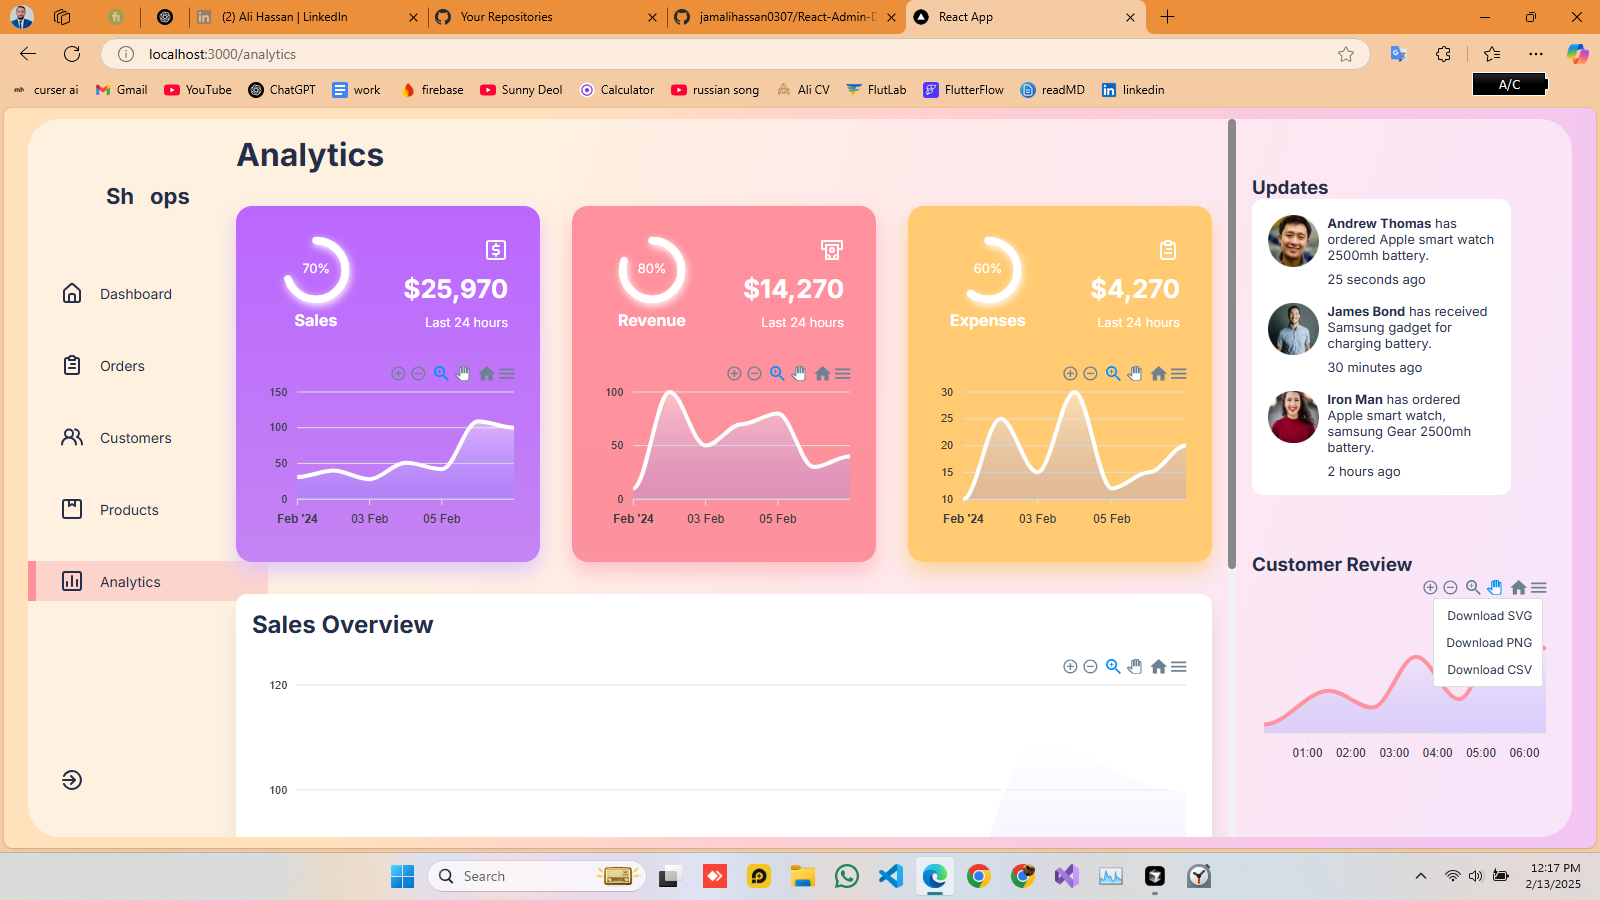 (2) Ali Hassan | LinkedIn
Your Repositories
jamalihassan0307/React-Admin-D
React App
localhost:3000/analytics
curser ai
Gmail
YouTube
ChatGPT
work
firebase
Sunny Deol
Calculator
russian song
Ali CV
FlutLab
FlutterFlow
readMD
linkedin
A/C
Sh ops
Dashboard
Orders
Customers
Products
Analytics
Analytics
70%
Sales
$25,970
Last 24 hours
150
100
50
0
Feb '24
03 Feb
05 Feb
80%
Revenue
$14,270
Last 24 hours
100
50
0
Feb '24
03 Feb
05 Feb
60%
Expenses
$4,270
Last 24 hours
30
25
20
15
10
Feb '24
03 Feb
05 Feb
Sales Overview
120
100
Updates
Andrew Thomas has
ordered Apple smart watch
2500mh battery.
25 seconds ago
James Bond has received
Samsung gadget for
charging battery.
30 minutes ago
Iron Man has ordered
Apple smart watch,
samsung Gear 2500mh
battery.
2 hours ago
Customer Review
Download SVG
Download PNG
Download CSV
01:00
02:00
03:00
04:00
05:00
06:00
Search
12:17 PM
2/13/2025